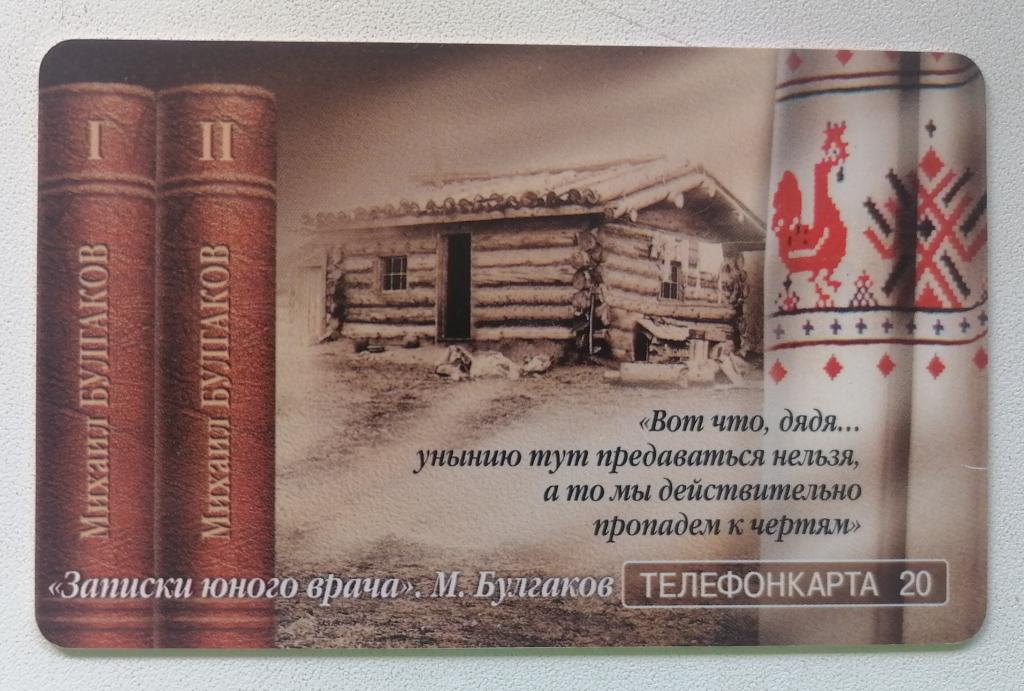 I
II
Михаил БУЛГАКОВ
Михаил БУЛГАКОВ
«Вот что, дядя...
унынию тут предаваться нельзя,
а то мы действительно
пропадем к чертям»
«Записки юного врача». М. Булгаков
ТЕЛЕФОНКАРТА 20